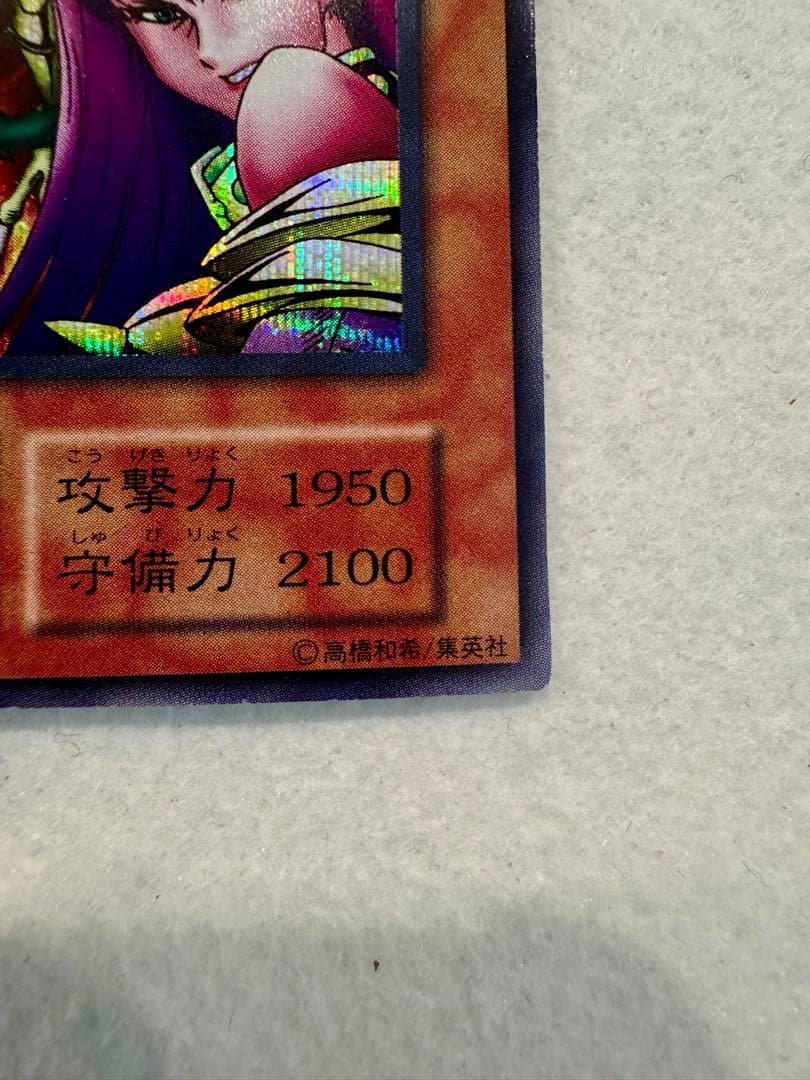 こう げき りょく
攻撃力 1950
しゅ び りょく
守備力 2100
©高橋和希/集英社